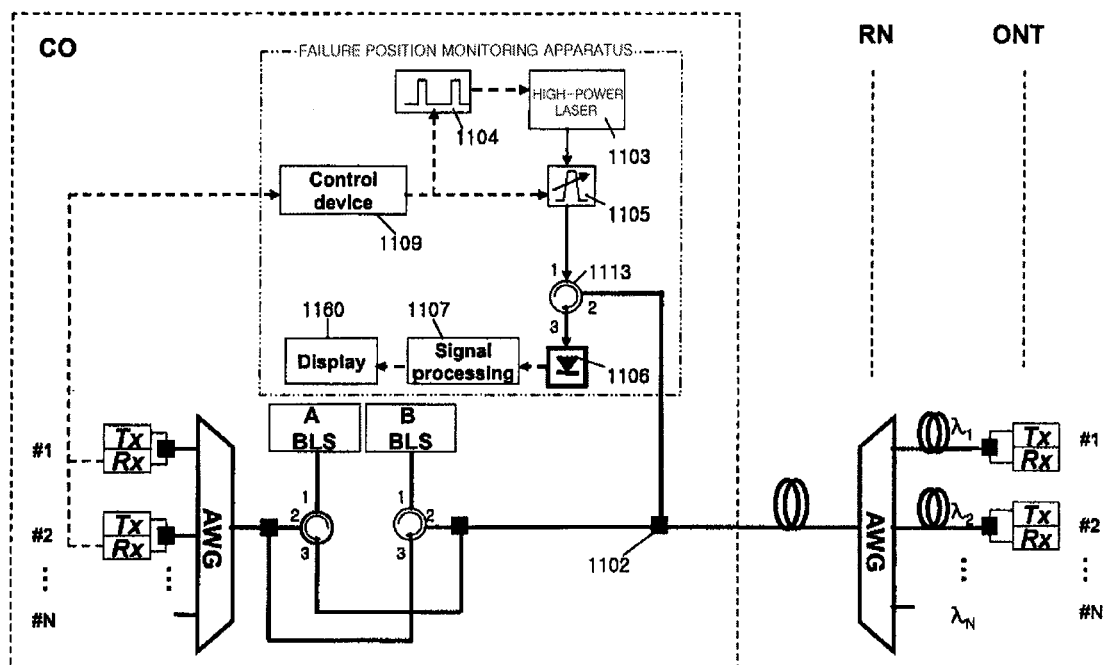 CO
RN
ONT
FAILURE POSITION MONITORING APPARATUS
1104
HIGH-POWER
LASER
1103
Control
device
1109
1105
1
1113
2
3
1160
1107
Display
Signal
processing
1106
A
BLS
B
BLS
#1
Tx
Rx
#2
Tx
Rx
#N
AWG
1
2
3
1
2
3
1102
AWG
λ1
λ2
λN
Tx
Rx
#1
Tx
Rx
#2
#N